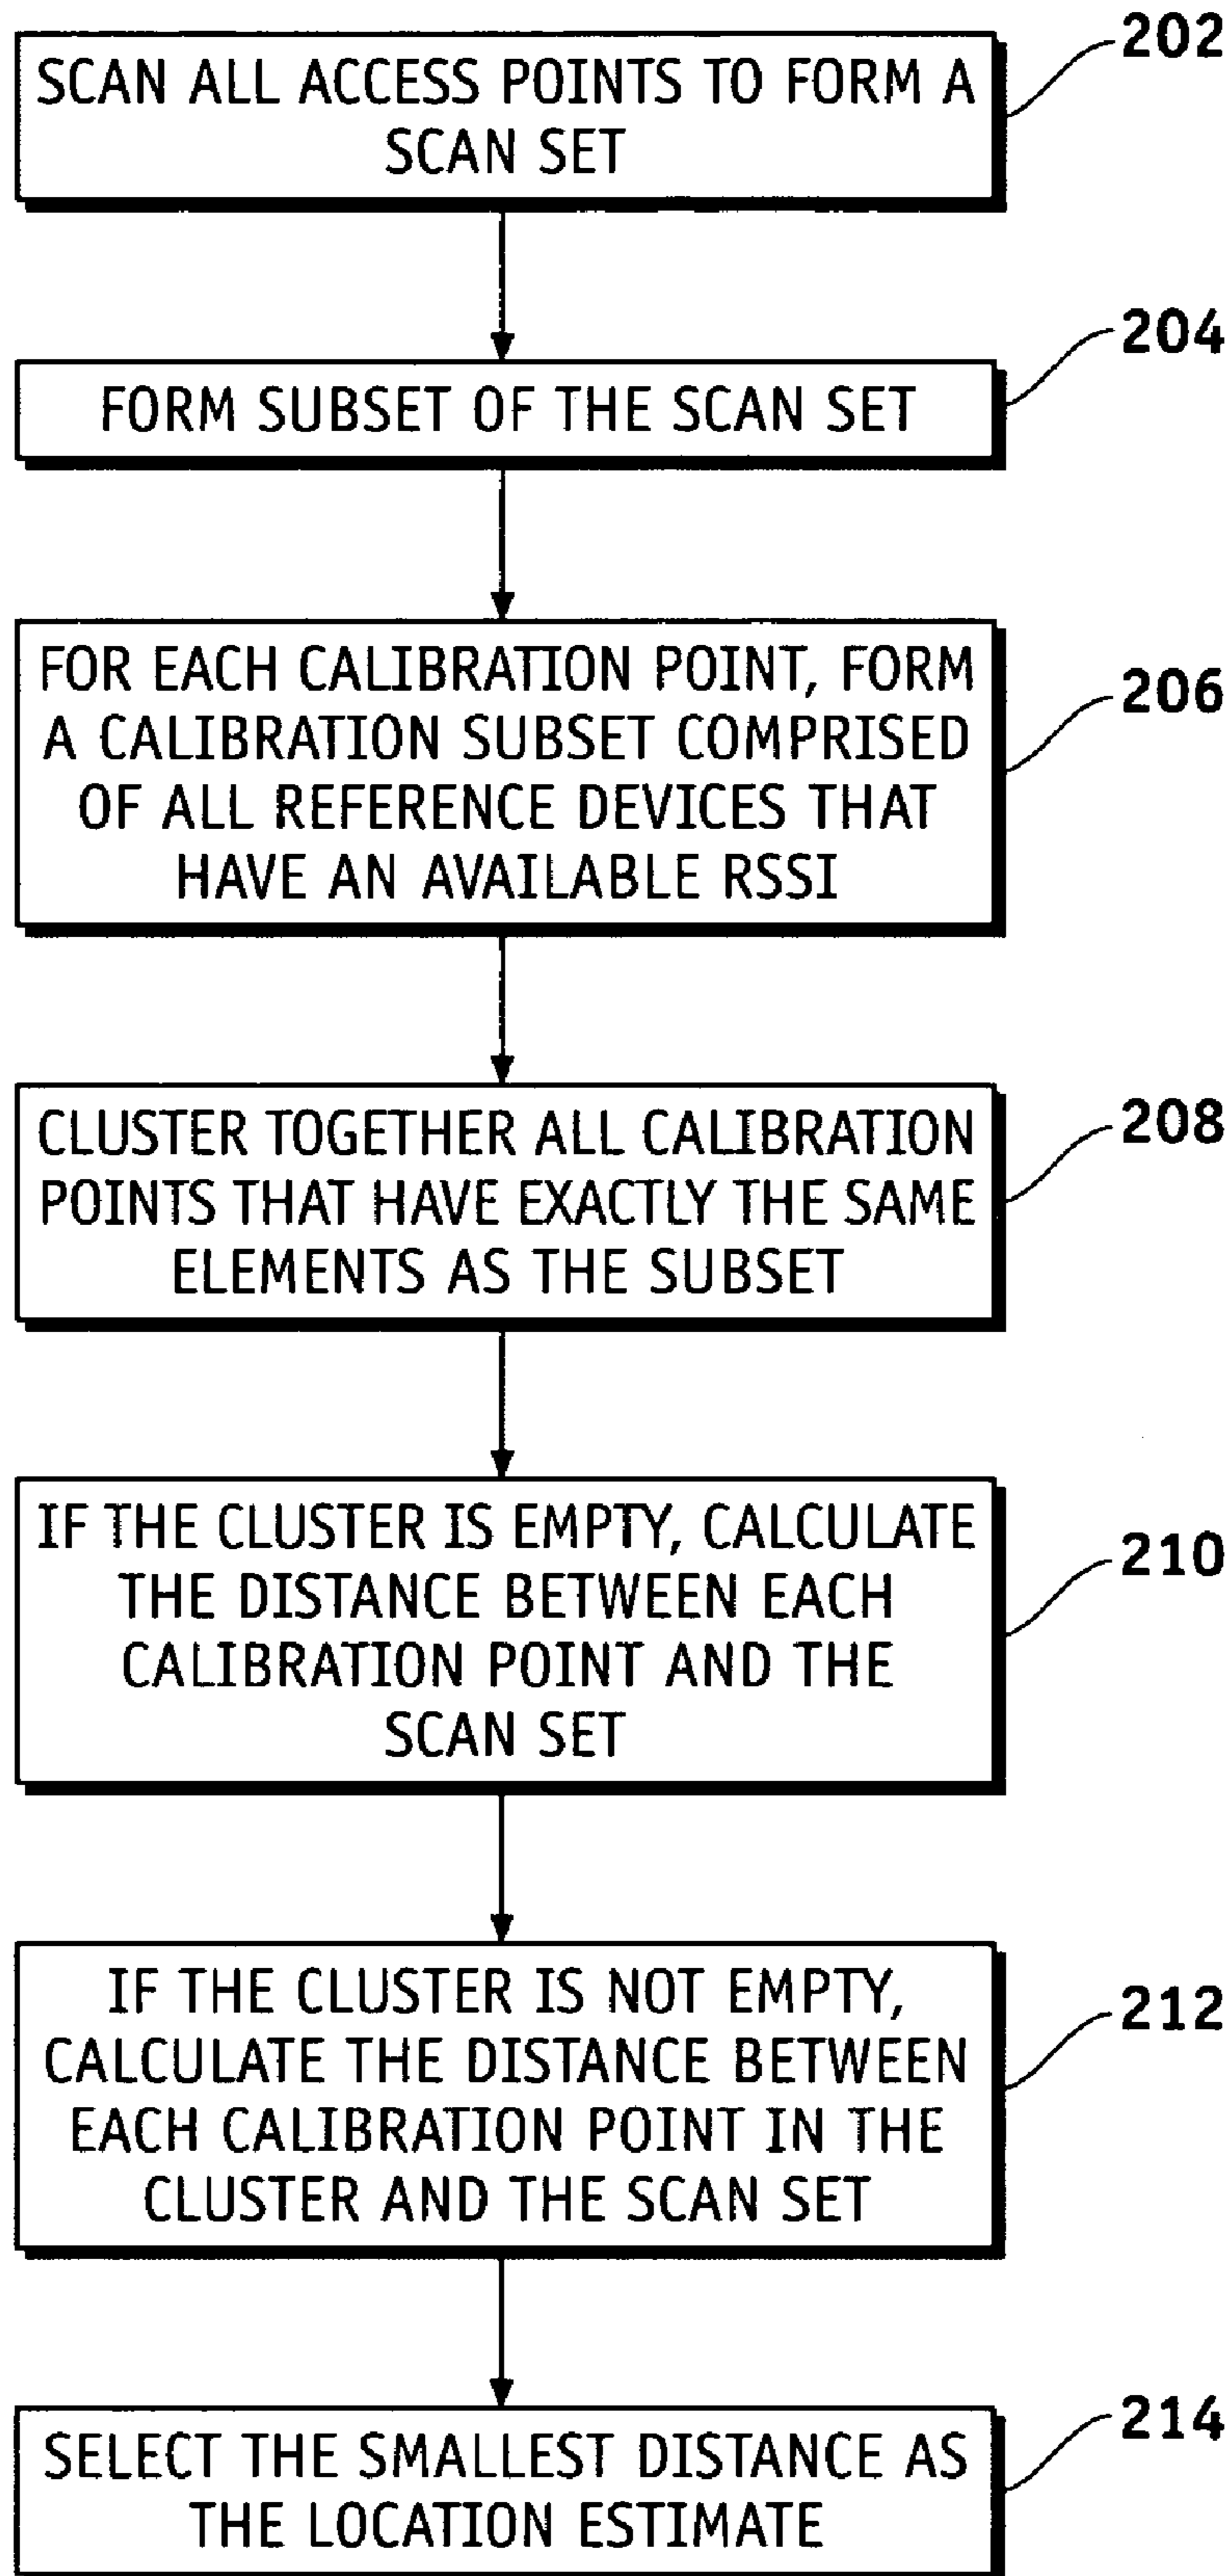 202
SCAN ALL ACCESS POINTS TO FORM A
SCAN SET
204
FORM SUBSET OF THE SCAN SET
206
FOR EACH CALIBRATION POINT, FORM
A CALIBRATION SUBSET COMPRISED
OF ALL REFERENCE DEVICES THAT
HAVE AN AVAILABLE RSSI
208
CLUSTER TOGETHER ALL CALIBRATION
POINTS THAT HAVE EXACTLY THE SAME
ELEMENTS AS THE SUBSET
210
IF THE CLUSTER IS EMPTY, CALCULATE
THE DISTANCE BETWEEN EACH
CALIBRATION POINT AND THE
SCAN SET
212
IF THE CLUSTER IS NOT EMPTY,
CALCULATE THE DISTANCE BETWEEN
EACH CALIBRATION POINT IN THE
CLUSTER AND THE SCAN SET
214
SELECT THE SMALLEST DISTANCE AS
THE LOCATION ESTIMATE